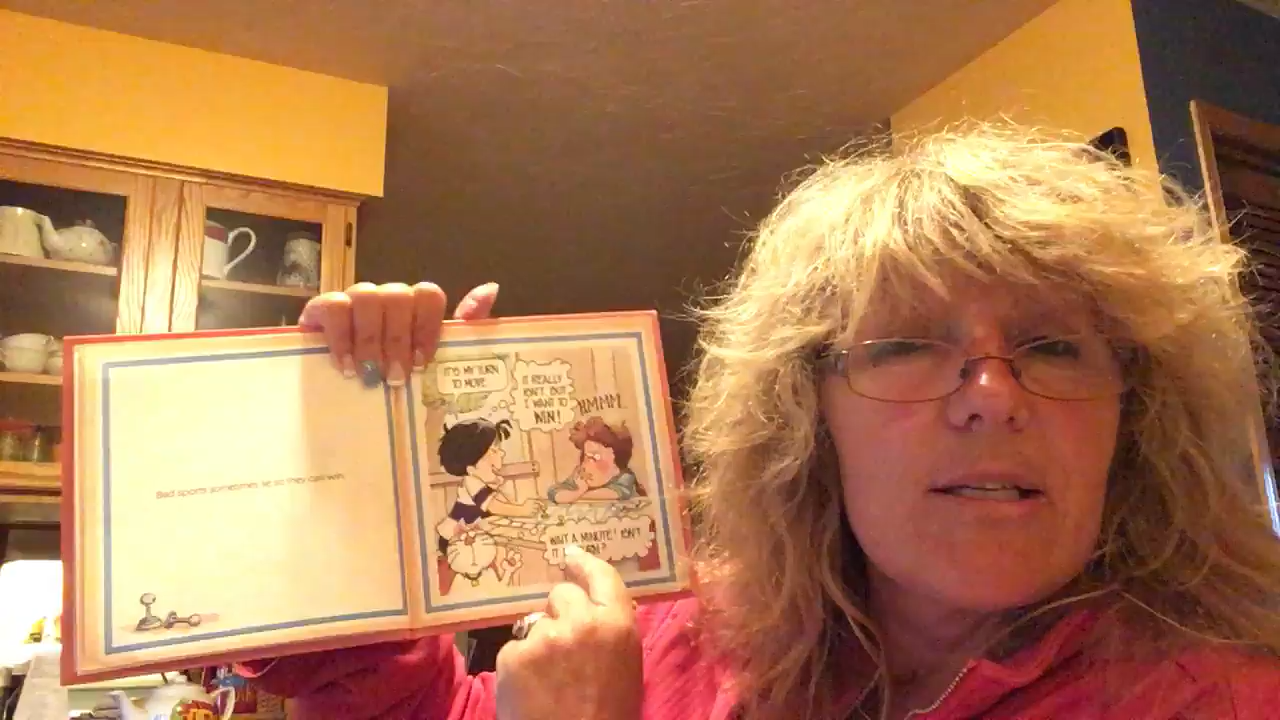 Bad sports sometimes lie so they can win.
IT'S MY TURN
TO MOVE.
IT REALLY
ISN'T, BUT
I WANT TO
WIN!
HMMM.
WAIT A MINUTE! ISN'T
IT